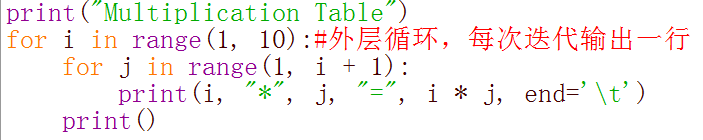 print("Multiplication Table")
for i in range(1, 10):#外层循环，每次迭代输出一行
    for j in range(1, i + 1):
        print(i, "*", j, "=", i * j, end='\t')
    print()